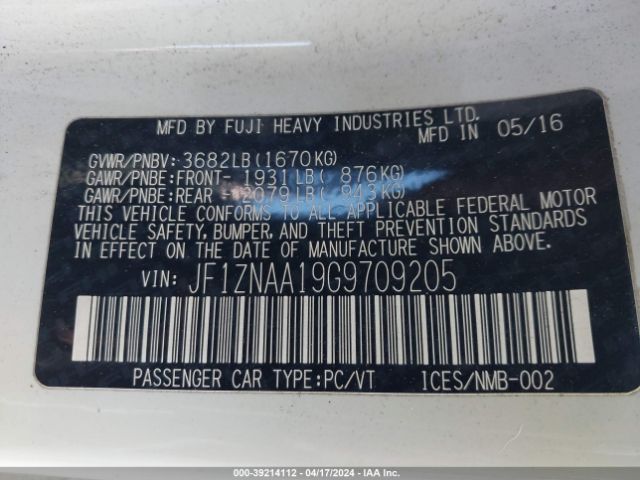 MFD BY FUJI HEAVY INDUSTRIES LTD.
MFD IN 05/16
GVWR/PNBV: 3682LB(1670KG)
GAWR/PNBE:FRONT- 1931LB( 876KG)
GAWR/PNBE:REAR - 2079LB( 943KG)
THIS VEHICLE CONFORMS TO ALL APPLICABLE FEDERAL MOTOR
VEHICLE SAFETY, BUMPER, AND THEFT PREVENTION STANDARDS
IN EFFECT ON THE DATE OF MANUFACTURE SHOWN ABOVE.
VIN: JF1ZNAA19G9709205
PASSENGER CAR TYPE:PC/VT ICES/NMB-002
000-39214112 - 04/17/2024 - IAA Inc.